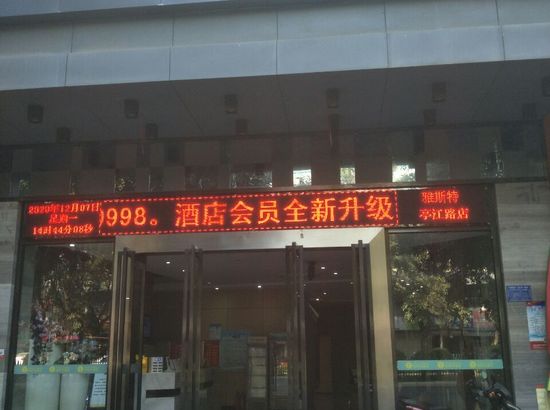 2020年12月07日
星期一
14时44分08秒
998。酒店会员全新升级
雅斯特
亭江路店